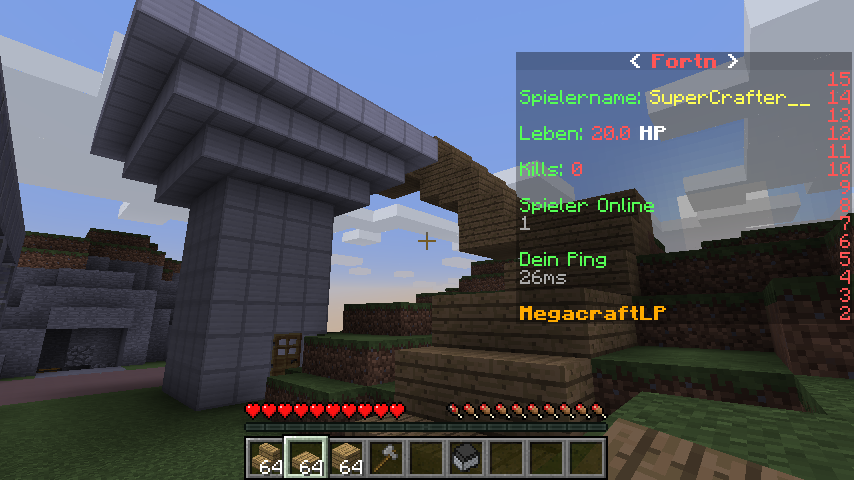 < Fortn >
15
Spielername: SuperCrafter__ 14
13
Leben: 20.0 HP 12
11
Kills: 0 10
9
Spieler Online 8
1 7
6
Dein Ping 5
26ms 4
3
MegacraftLP 2
64 64 64